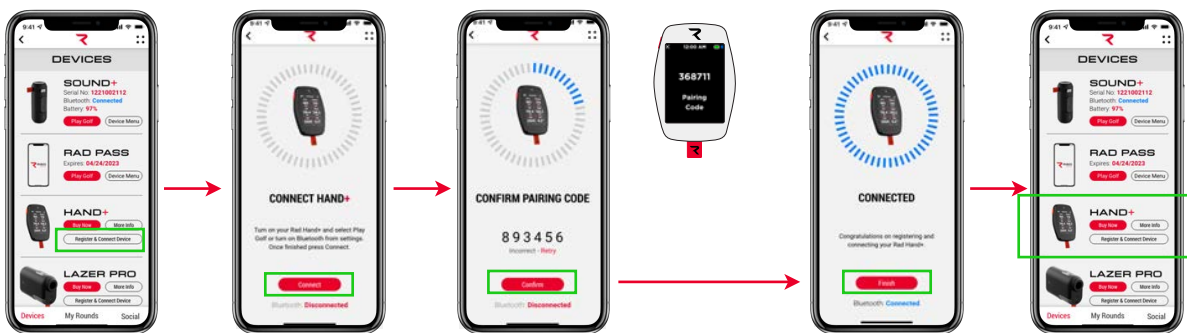 9:41
DEVICES
SOUND+
Serial No: 1221002112
Bluetooth: Connected
Battery: 97%
Play Golf Device Menu
RAD PASS
Expires: 04/24/2023
Play Golf Device Menu
HAND+
Buy Now More Info
Register & Connect Device
LAZER PRO
Buy Now More Info
Register & Connect Device
Devices My Rounds Social
9:41
CONNECT HAND+
Turn on your Rad Hand+ and select Play
Golf or turn on Bluetooth from settings.
Once finished press Connect.
Connect
Bluetooth: Disconnected
9:41
CONFIRM PAIRING CODE
893456
Incorrect - Retry
Confirm
Bluetooth: Disconnected
12:00 AM
368711
Pairing
Code
9:41
CONNECTED
Congratulations on registering and
connecting your Rad Hand+.
Finish
Bluetooth: Connected
9:41
DEVICES
SOUND+
Serial No: 1221002112
Bluetooth: Connected
Battery: 97%
Play Golf Device Menu
RAD PASS
Expires: 04/24/2023
Play Golf Device Menu
HAND+
Buy Now More Info
Register & Connect Device
LAZER PRO
Buy Now More Info
Register & Connect Device
Devices My Rounds Social